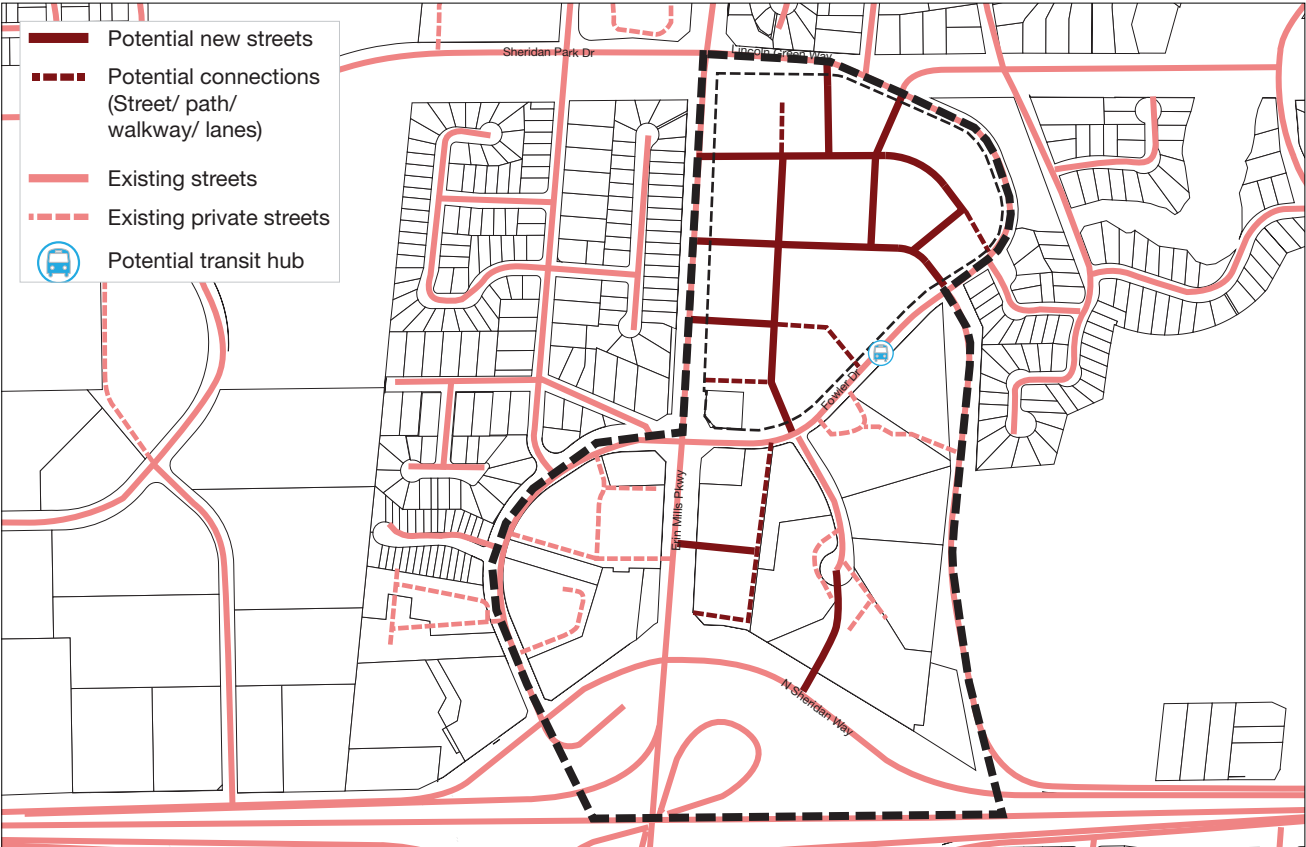 Potential new streets
Potential connections
(Street/ path/
walkway/ lanes)
Existing streets
Existing private streets
Potential transit hub
Sheridan Park Dr
Lincoln Green Way
Fowler Dr
Erin Mills Pkwy
N Sheridan Way